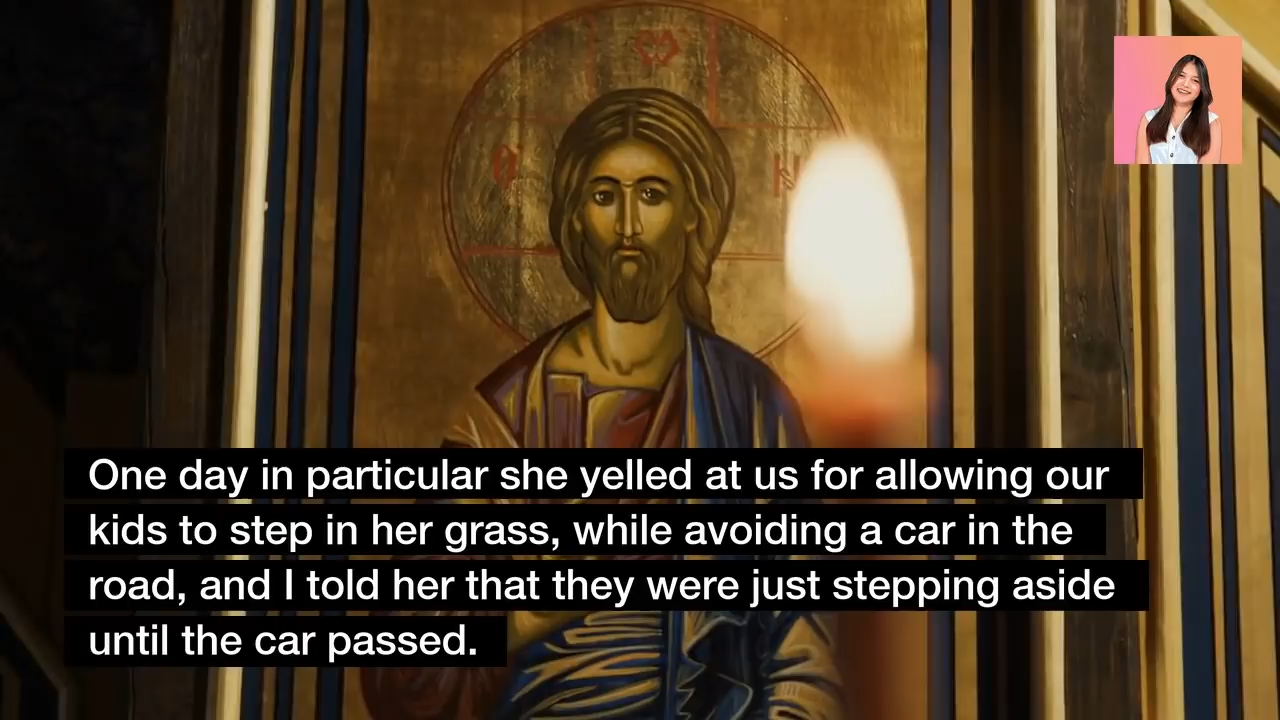 One day in particular she yelled at us for allowing our
kids to step in her grass, while avoiding a car in the
road, and I told her that they were just stepping aside
until the car passed.